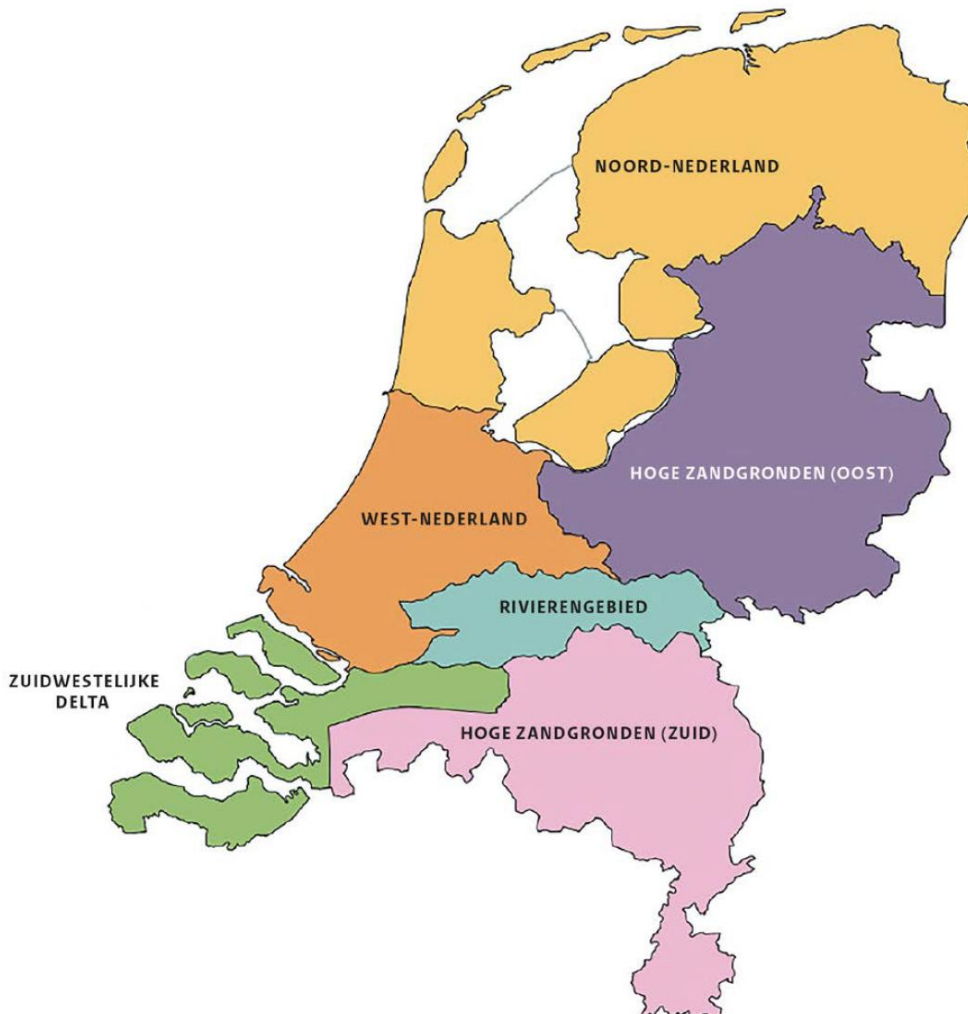 NOORD-NEDERLAND
HOGE ZANDGRONDEN (OOST)
WEST-NEDERLAND
RIVIERENGEBIED
ZUIDWESTELIJKE
DELTA
HOGE ZANDGRONDEN (ZUID)